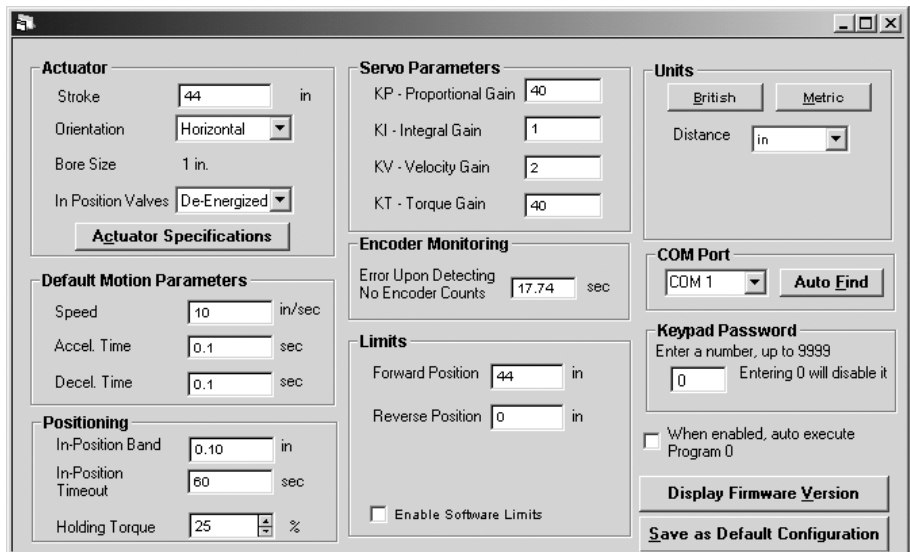 Actuator
Stroke 44 in
Orientation Horizontal
Bore Size 1 in.
In Position Valves De-Energized
Actuator Specifications
Default Motion Parameters
Speed 10 in/sec
Accel. Time 0.1 sec
Decel. Time 0.1 sec
Positioning
In-Position Band 0.10 in
In-Position
Timeout 60 sec
Holding Torque 25 %
Servo Parameters
KP - Proportional Gain 40
KI - Integral Gain 1
KV - Velocity Gain 2
KT - Torque Gain 40
Encoder Monitoring
Error Upon Detecting
No Encoder Counts 17.74 sec
Limits
Forward Position 44 in
Reverse Position 0 in
Enable Software Limits
Units
British Metric
Distance in
COM Port
COM 1 Auto Find
Keypad Password
Enter a number, up to 9999
0 Entering 0 will disable it
When enabled, auto execute
Program 0
Display Firmware Version
Save as Default Configuration